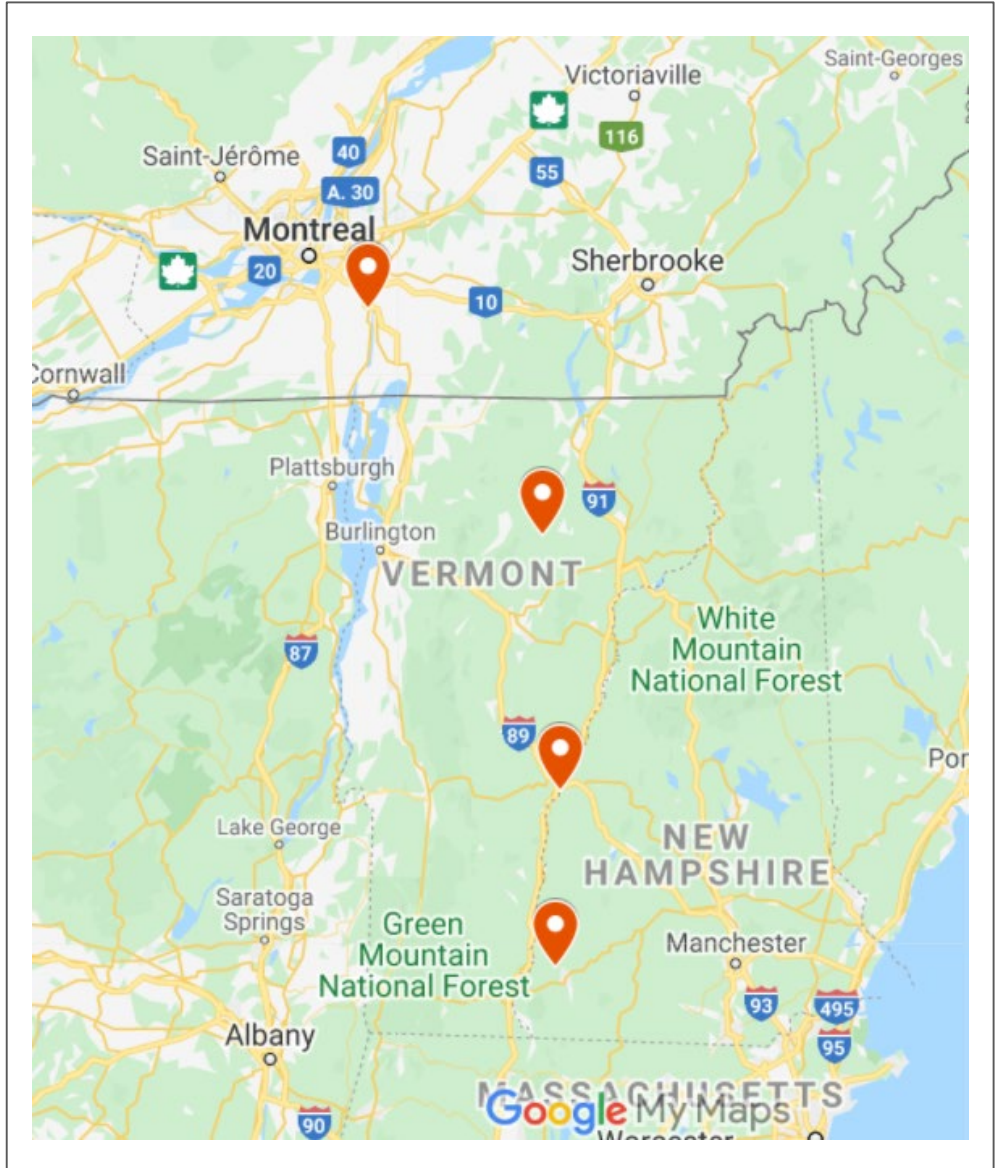 Saint-Georges
Victoriaville
116
40
Saint-Jérôme
55
A. 30
Montreal
20
Sherbrooke
10
Cornwall
Plattsburgh
91
Burlington
VERMONT
White
Mountain
National Forest
87
89
Por
Lake George
NEW
HAMPSHIRE
Saratoga
Springs
Green
Mountain
National Forest
Manchester
93
495
Albany
95
MASSACHUSETTS
Google My Maps
90
Worcester